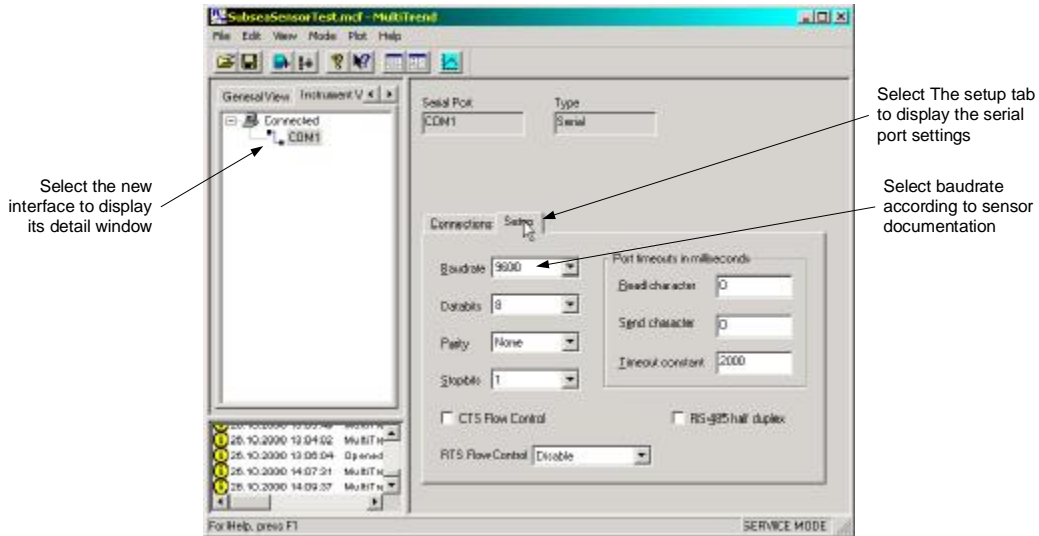 SubseaSensorTest.mcf - MultiTrend
File Edit View Mode Plot Help
General View Instrument V
Connected
COM1
Serial Port
Type
COM1
Serial
Connections Setup
Baudrate 9600
Databits 8
Parity None
Stopbits 1
CTS Flow Control
RTS Flow Control Disable
Port timeouts in milliseconds
Read character 0
Send character 0
Timeout constant 2000
RS-485 half duplex
26.10.2000 13:04:02 MultiTr
26.10.2000 13:06:04 Opened
26.10.2000 14:07:31 MultiTr
26.10.2000 14:09:37 MultiTr
For Help, press F1
SERVICE MODE
Select the new
interface to display
its detail window
Select The setup tab
to display the serial
port settings
Select baudrate
according to sensor
documentation